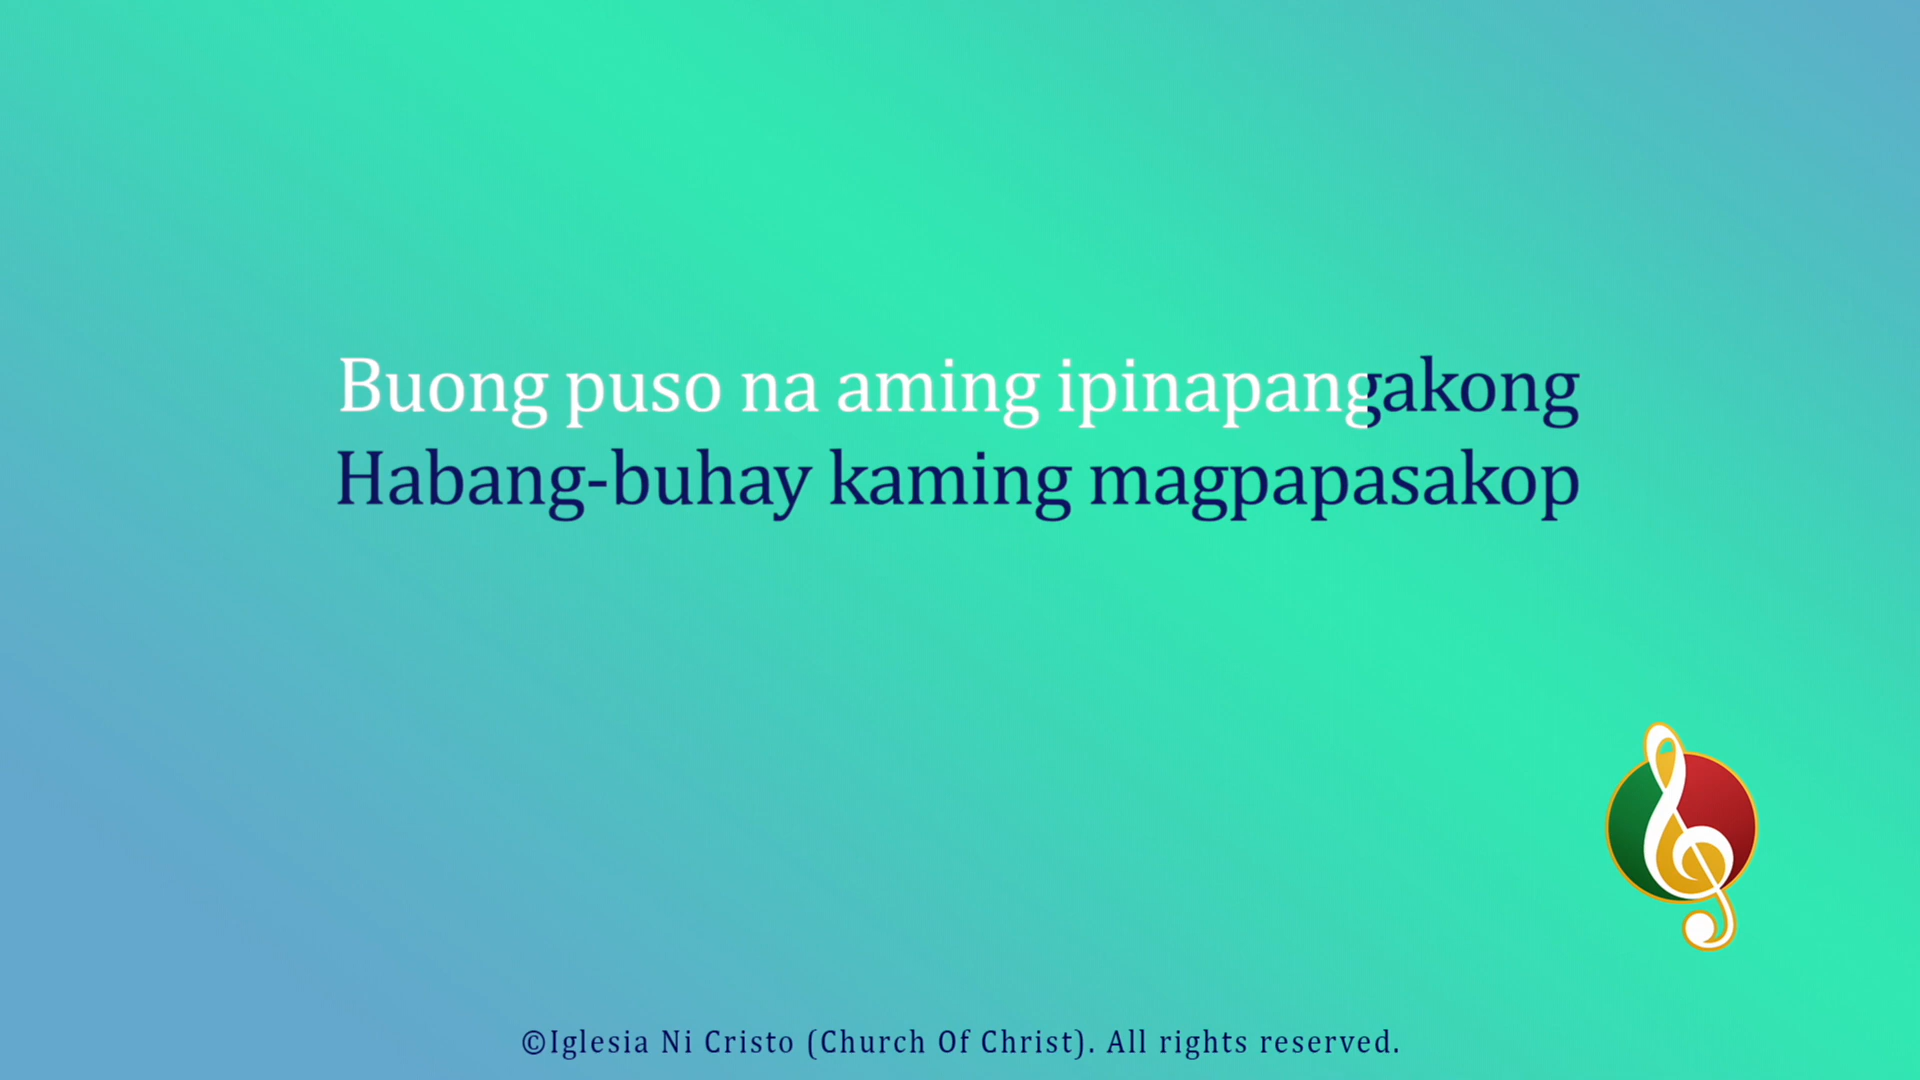 Buong puso na aming ipinapangakong
Habang-buhay kaming magpapasakop
©Iglesia Ni Cristo (Church Of Christ). All rights reserved.